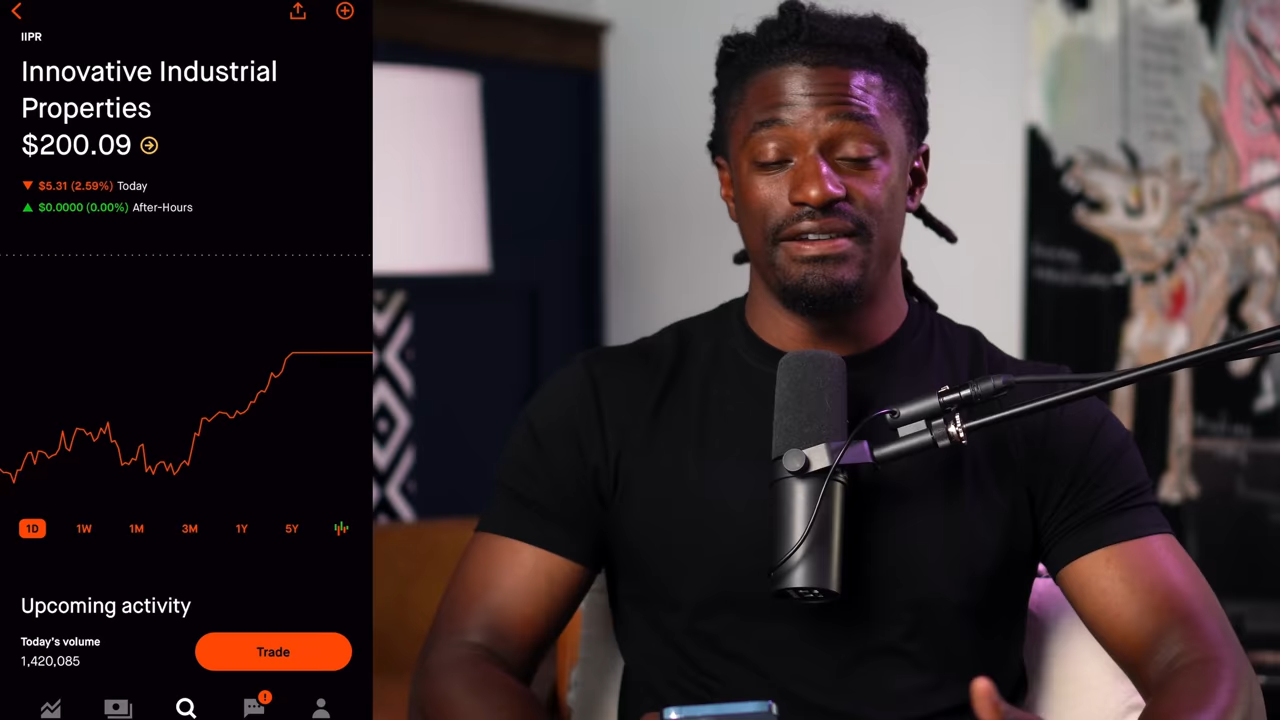 IIPR
Innovative Industrial
Properties
$200.09
$5.31 (2.59%) Today
$0.0000 (0.00%) After-Hours
1D 1W 1M 3M 1Y 5Y
Upcoming activity
Today's volume
1,420,085
Trade
!